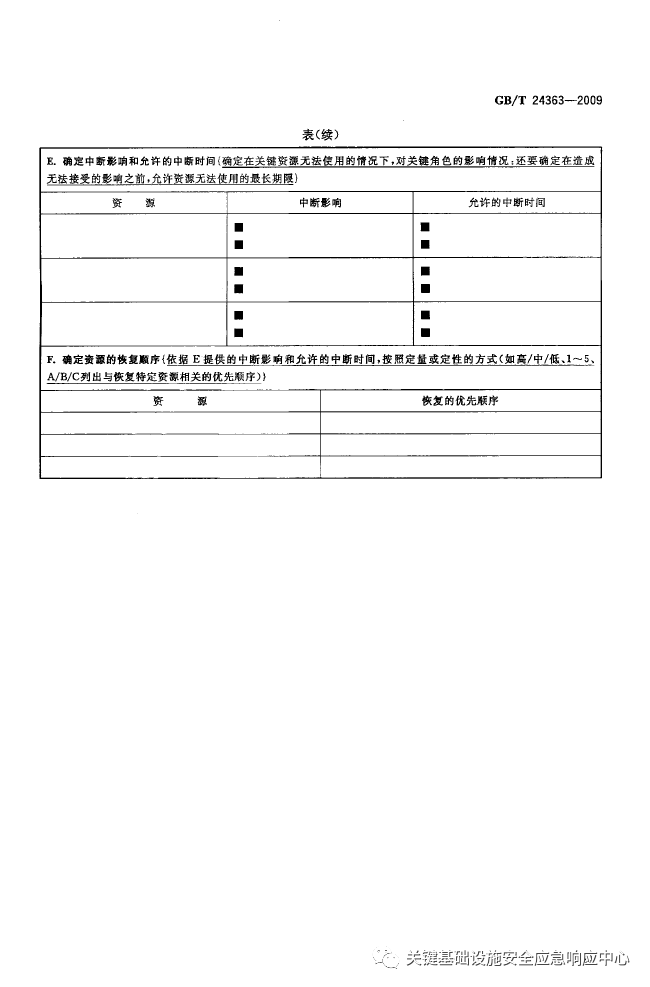 GB/T 24363—2009
表(续)
E. 确定中断影响和允许的中断时间{确定在关键资源无法使用的情况下,对关键角色的影响情况;还要确定在造成
无法接受的影响之前,允许资源无法使用的最长期限}
资 源 中断影响 允许的中断时间
■ ■
■ ■
■ ■
■ ■
■ ■
■ ■
F. 确定资源的恢复顺序{依据 E 提供的中断影响和允许的中断时间,按照定量或定性的方式(如高/中/低、1～5、
A/B/C列出与恢复特定资源相关的优先顺序)}
资 源 恢复的优先顺序
关键基础设施安全应急响应中心